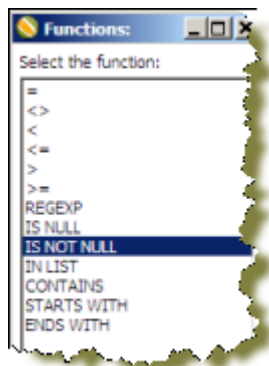 Functions:
Select the function:
=
<>
<
<=
>
>=
REGEXP
IS NULL
IS NOT NULL
IN LIST
CONTAINS
STARTS WITH
ENDS WITH